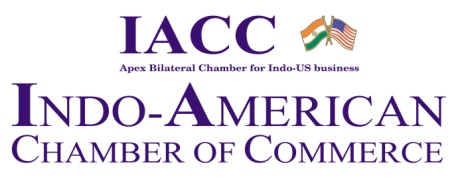 IACC
Apex Bilateral Chamber for Indo-US business
INDO-AMERICAN
CHAMBER OF COMMERCE